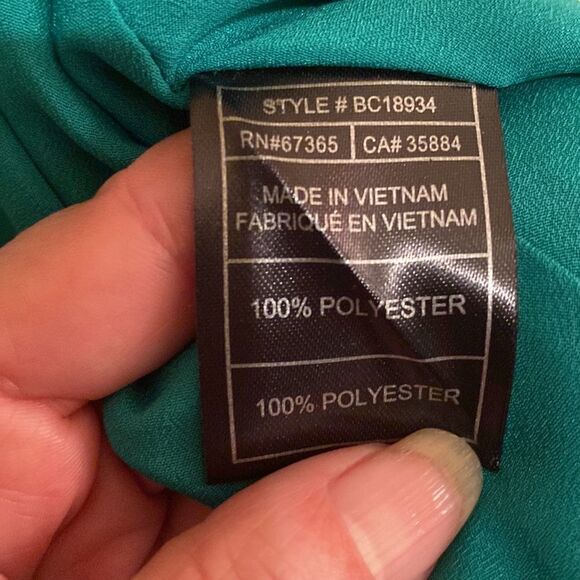 STYLE # BC18934
RN#67365 CA# 35884
MADE IN VIETNAM
FABRIQUÉ EN VIETNAM
100% POLYESTER
100% POLYESTER